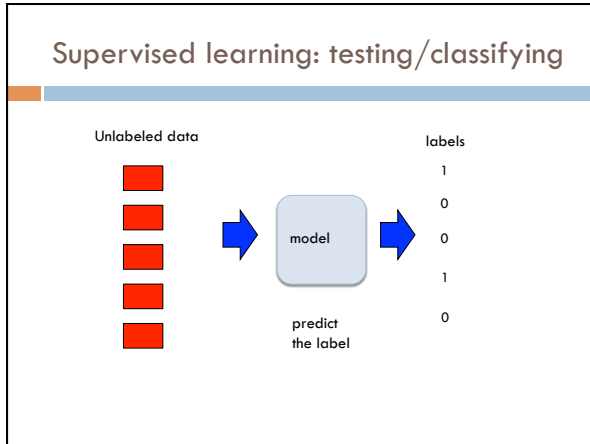 Supervised learning: testing/classifying
Unlabeled data
labels
1
0
model
0
1
0
predict
the label